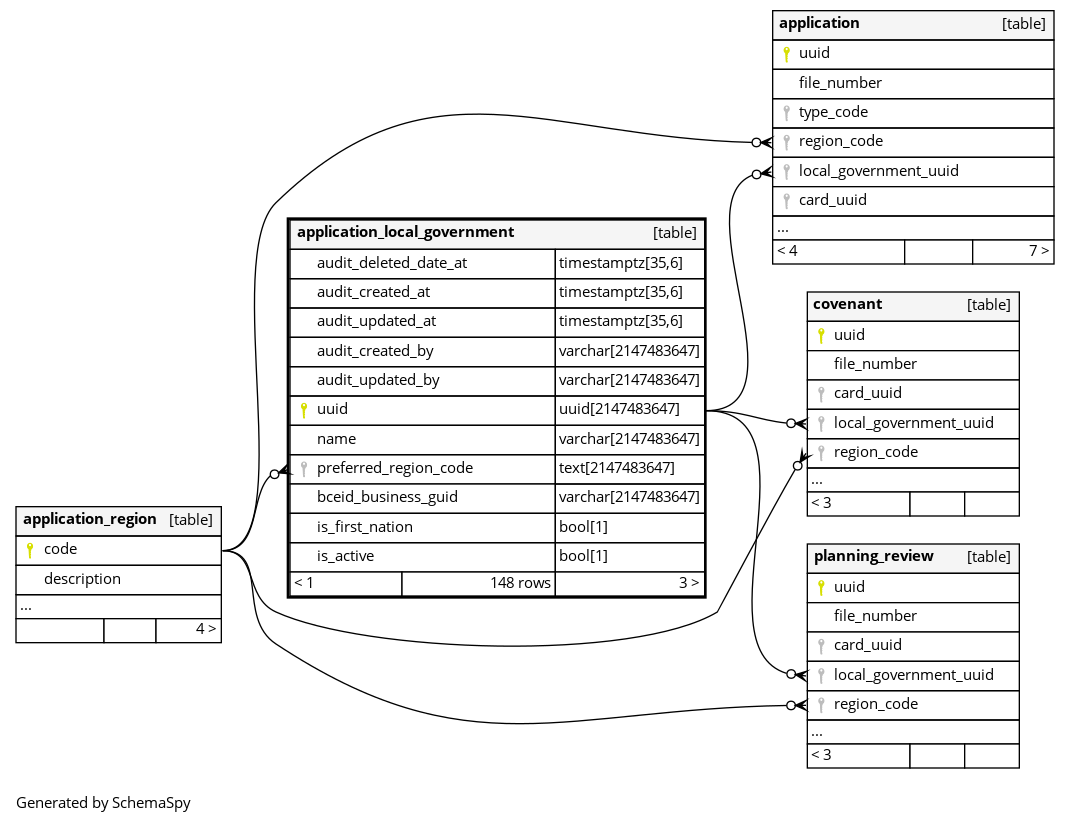 application [table]
uuid
file_number
type_code
region_code
local_government_uuid
card_uuid
...
< 4 7 >
application_local_government [table]
audit_deleted_date_at timestamptz[35,6]
audit_created_at timestamptz[35,6]
audit_updated_at timestamptz[35,6]
audit_created_by varchar[2147483647]
audit_updated_by varchar[2147483647]
uuid uuid[2147483647]
name varchar[2147483647]
preferred_region_code text[2147483647]
bceid_business_guid varchar[2147483647]
is_first_nation bool[1]
is_active bool[1]
< 1 148 rows 3 >
covenant [table]
uuid
file_number
card_uuid
local_government_uuid
region_code
...
< 3
application_region [table]
code
description
...
4 >
planning_review [table]
uuid
file_number
card_uuid
local_government_uuid
region_code
...
< 3
Generated by SchemaSpy